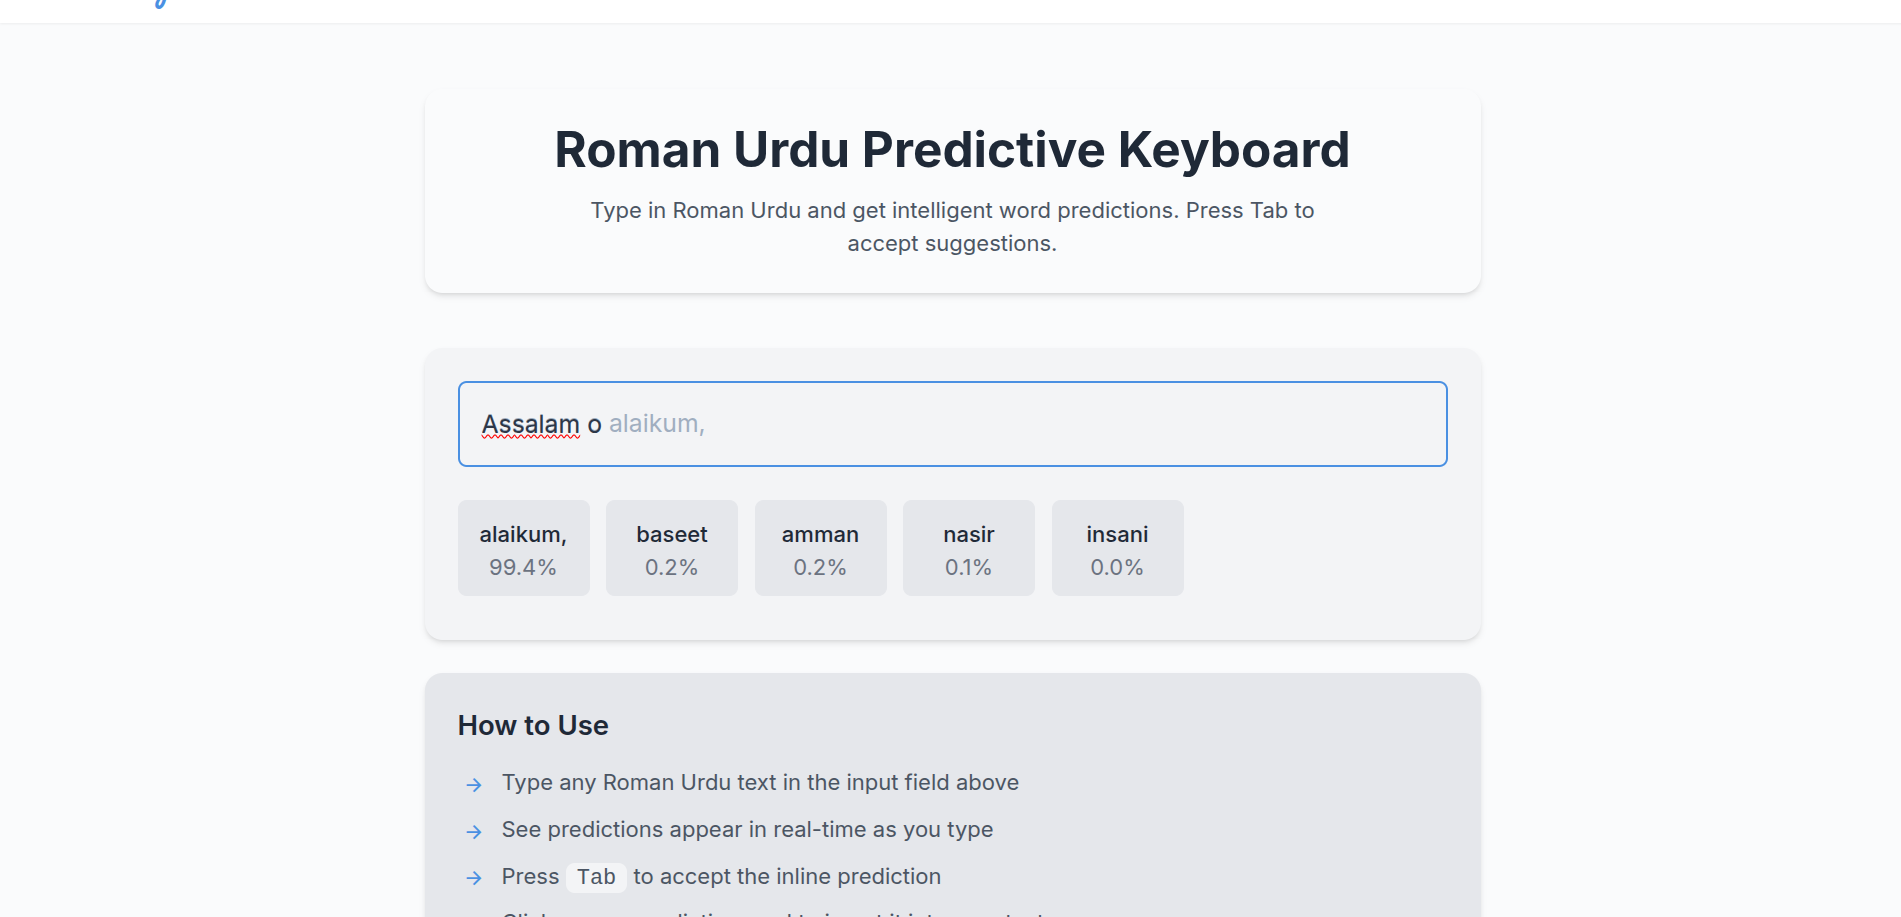 Roman Urdu Predictive Keyboard
Type in Roman Urdu and get intelligent word predictions. Press Tab to
accept suggestions.
Assalam o alaikum,
alaikum, baseet amman nasir insani
99.4% 0.2% 0.2% 0.1% 0.0%
How to Use
→ Type any Roman Urdu text in the input field above
→ See predictions appear in real-time as you type
→ Press Tab to accept the inline prediction